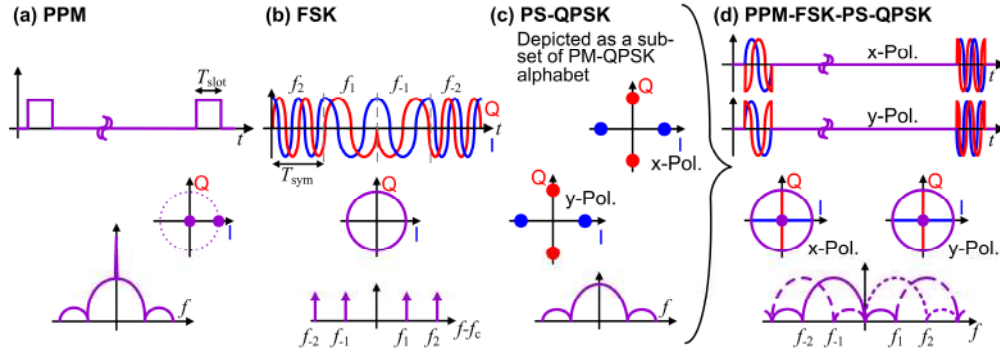 (a) PPM
T_slot
t
Q
I
f
(b) FSK
f_2 f_1 f_-1 f_-2
Q
I
t
T_sym
Q
I
f_-2 f_-1 f_1 f_2 f-f_c
(c) PS-QPSK
Depicted as a sub-
set of PM-QPSK
alphabet
Q
I
x-Pol.
Q
y-Pol.
I
f
(d) PPM-FSK-PS-QPSK
x-Pol.
t
y-Pol.
t
Q
I
x-Pol.
Q
I
y-Pol.
f_-2 f_-1 f_1 f_2 f